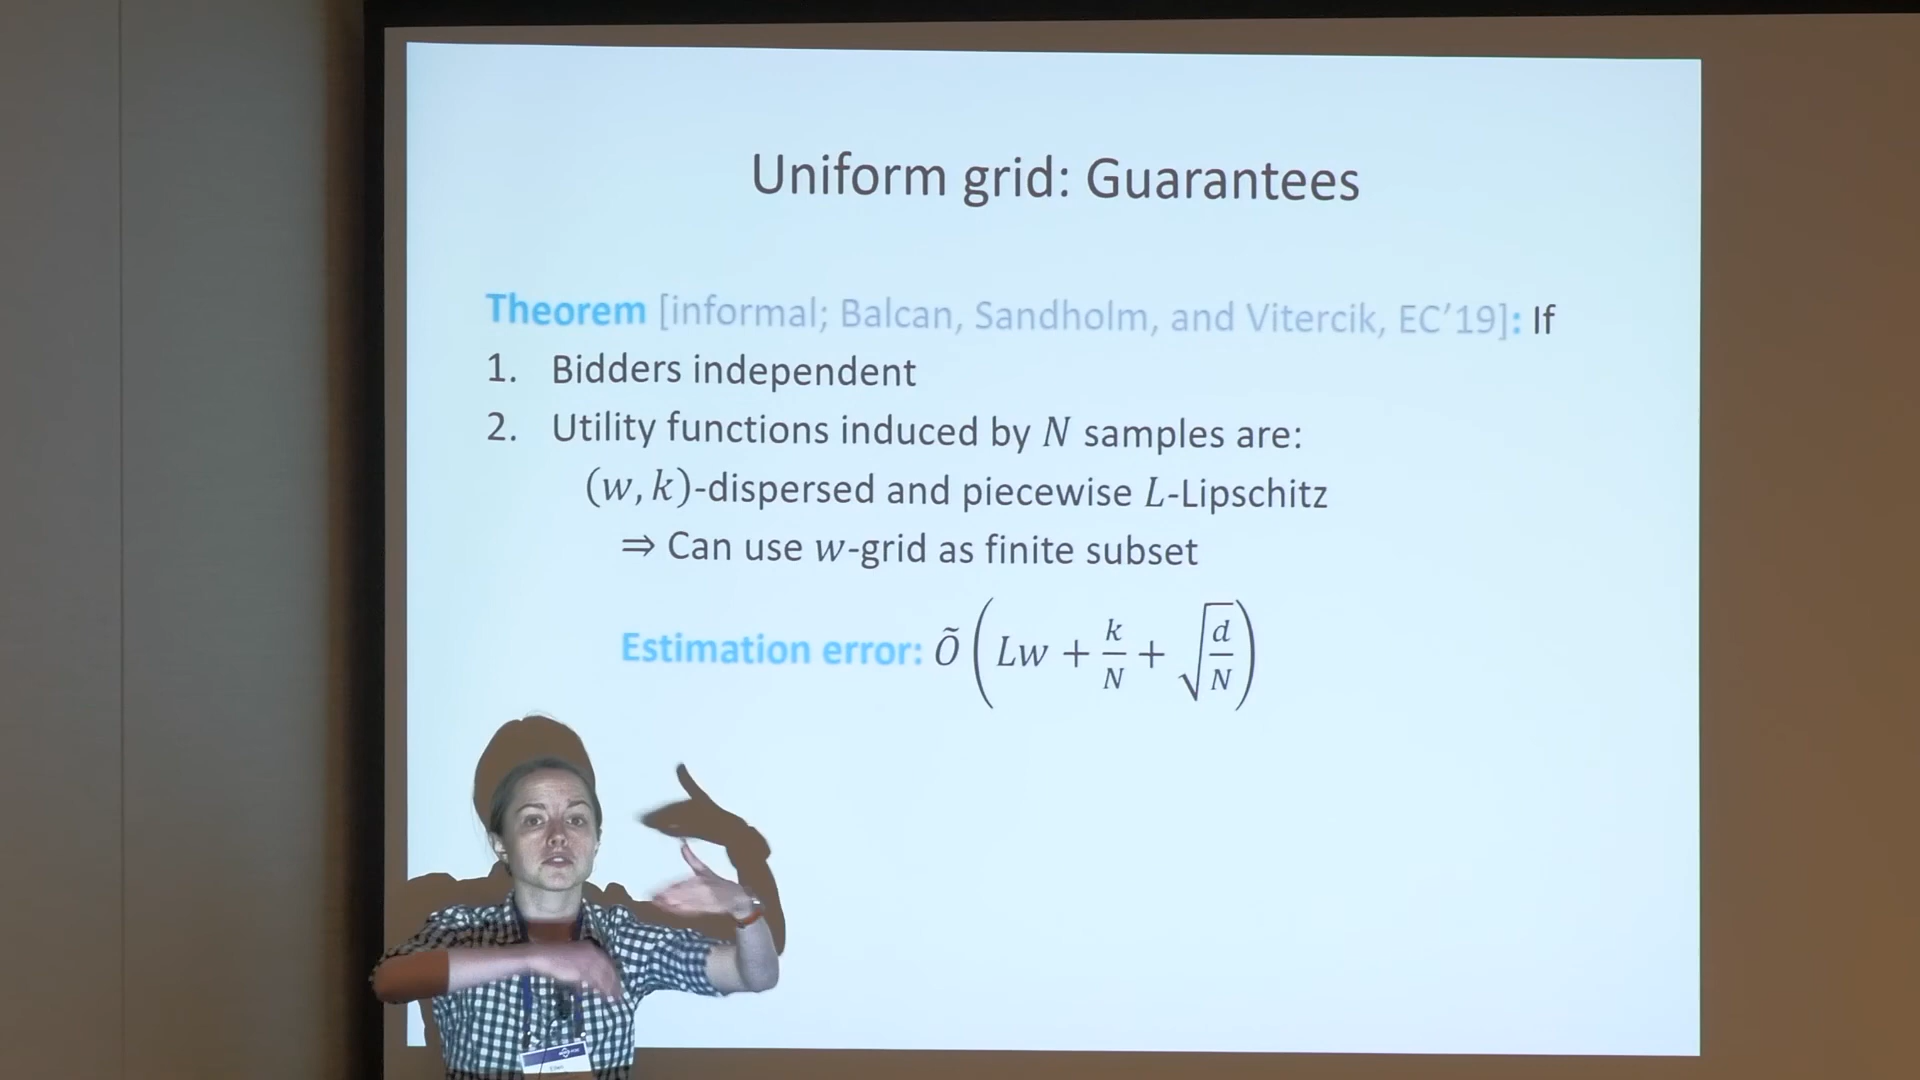 Uniform grid: Guarantees
Theorem [informal; Balcan, Sandholm, and Vitercik, EC'19]: If
1. Bidders independent
2. Utility functions induced by N samples are:
(w, k)-dispersed and piecewise L-Lipschitz
⇒ Can use w-grid as finite subset
Estimation error: Õ(Lw + k/N + √(d/N))